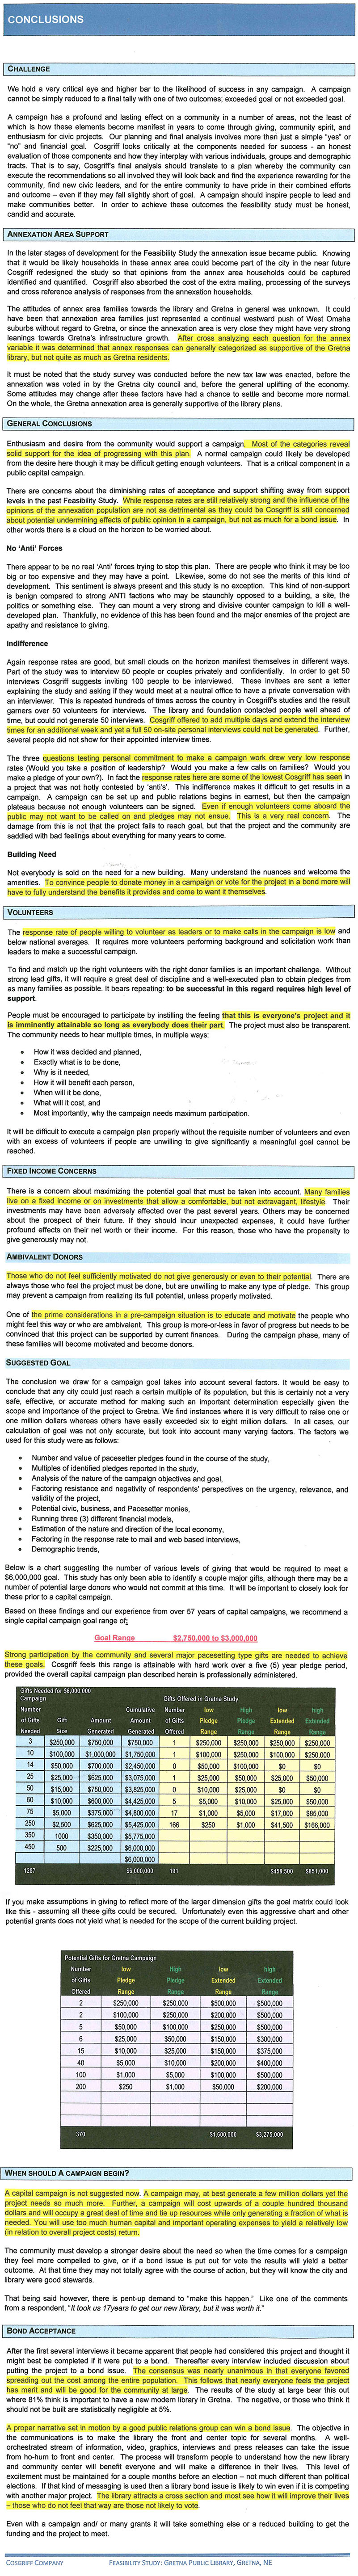 CONCLUSIONS
CHALLENGE
We hold a very critical eye and higher bar to the likelihood of success in any campaign. A campaign
cannot be simply reduced to a final tally with one of two outcomes; exceeded goal or not exceeded goal.
A campaign has a profound and lasting effect on a community in a number of areas, not the least of
which is how these elements become manifest in years to come through giving, community spirit, and
enthusiasm for civic projects. Our planning and final analysis involves more than just a simple "yes" or
"no" and financial goal. Cosgriff looks critically at the components needed for success - an honest
evaluation of those components and how they interplay with various individuals, groups and demographic
tracts. That is to say, Cosgriff's final analysis should translate to a plan whereby the community can
execute the recommendations so all involved they will look back and find the experience rewarding for the
community, find new civic leaders, and for the entire community to have pride in their combined efforts
and outcome – even if they may fall slightly short of goal. A campaign should inspire people to lead and
make communities better. In order to achieve these outcomes the feasibility study must be honest,
candid and accurate.
ANNEXATION AREA SUPPORT
In the later stages of development for the Feasibility Study the annexation issue became public. Knowing
that it would be likely households in these annex area could become part of the city in the near future
Cosgriff redesigned the study so that opinions from the annex area households could be captured
identified and quantified. Cosgriff also absorbed the cost of the extra mailing, processing of the surveys
and cross reference analysis of responses from the annexation households.
The attitudes of annex area families towards the library and Gretna in general was unknown. It could
have been that annexation area families just represented a continual westward push of West Omaha
suburbs without regard to Gretna, or since the annexation area is very close they might have very strong
leanings towards Gretna's infrastructure growth. After cross analyzing each question for the annex
variable it was determined that annex responses can generally categorized as supportive of the Gretna
library, but not quite as much as Gretna residents.
It must be noted that the study survey was conducted before the new tax law was enacted, before the
annexation was voted in by the Gretna city council and, before the general uplifting of the economy.
Some attitudes may change after these factors have had a chance to settle and become more normal.
On the whole, the Gretna annexation area is generally supportive of the library plans.
GENERAL CONCLUSIONS
Enthusiasm and desire from the community would support a campaign. Most of the categories reveal
solid support for the idea of progressing with this plan. A normal campaign could likely be developed
from the desire here though it may be difficult getting enough volunteers. That is a critical component in a
public capital campaign.
There are concerns about the diminishing rates of acceptance and support shifting away from support
levels in the past Feasibility Study. While response rates are still relatively strong and the influence of the
opinions of the annexation population are not as detrimental as they could be Cosgriff is still concerned
about potential undermining effects of public opinion in a campaign, but not as much for a bond issue. In
other words there is a cloud on the horizon to be worried about.
No 'Anti' Forces
There appear to be no real 'Anti' forces trying to stop this plan. There are people who think it may be too
big or too expensive and they may have a point. Likewise, some do not see the merits of this kind of
development. This sentiment is always present and this study is no exception. This kind of non-support
is benign compared to strong ANTI factions who may be staunchly opposed to a building, a site, the
politics or something else. They can mount a very strong and divisive counter campaign to kill a well-
developed plan. Thankfully, no evidence of this has been found and the major enemies of the project are
apathy and resistance to giving.
Indifference
Again response rates are good, but small clouds on the horizon manifest themselves in different ways.
Part of the study was to interview 50 people or couples privately and confidentially. In order to get 50
interviews Cosgriff suggests inviting 100 people to be interviewed. These invitees are sent a letter
explaining the study and asking if they would meet at a neutral office to have a private conversation with
an interviewer. This is repeated hundreds of times across the country in Cosgriff's studies and the result
garners over 50 volunteers for interviews. The library and foundation contacted people well ahead of
time, but could not generate 50 interviews. Cosgriff offered to add multiple days and extend the interview
times for an additional week and yet a full 50 on-site personal interviews could not be generated. Further,
several people did not show for their appointed interview times.
The three questions testing personal commitment to make a campaign work drew very low response
rates (Would you take a position of leadership? Would you make a few calls on families? Would you
make a pledge of your own?). In fact the response rates here are some of the lowest Cosgriff has seen in
a project that was not hotly contested by 'anti's'. This indifference makes it difficult to get results in a
campaign. A campaign can be set up and public relations begins in earnest, but then the campaign
plateaus because not enough volunteers can be signed. Even if enough volunteers come aboard the
public may not want to be called on and pledges may not ensue. This is a very real concern. The
damage from this is not that the project fails to reach goal, but that the project and the community are
saddled with bad feelings about everything for many years to come.
Building Need
Not everybody is sold on the need for a new building. Many understand the nuances and welcome the
amenities. To convince people to donate money in a campaign or vote for the project in a bond more will
have to fully understand the benefits it provides and come to want it themselves.
VOLUNTEERS
The response rate of people willing to volunteer as leaders or to make calls in the campaign is low and
below national averages. It requires more volunteers performing background and solicitation work than
leaders to make a successful campaign.
To find and match up the right volunteers with the right donor families is an important challenge. Without
strong lead gifts, it will require a great deal of discipline and a well-executed plan to obtain pledges from
as many families as possible. It bears repeating: to be successful in this regard requires high level of
support.
People must be encouraged to participate by instilling the feeling that this is everyone's project and it
is imminently attainable so long as everybody does their part. The project must also be transparent.
The community needs to hear multiple times, in multiple ways:
• How it was decided and planned,
• Exactly what is to be done,
• Why is it needed,
• How it will benefit each person,
• When will it be done,
• What will it cost, and
• Most importantly, why the campaign needs maximum participation.
It will be difficult to execute a campaign plan properly without the requisite number of volunteers and even
with an excess of volunteers if people are unwilling to give significantly a meaningful goal cannot be
reached.
FIXED INCOME CONCERNS
There is a concern about maximizing the potential goal that must be taken into account. Many families
live on a fixed income or on investments that allow a comfortable, but not extravagant, lifestyle. Their
investments may have been adversely affected over the past several years. Others may be concerned
about the prospect of their future. If they should incur unexpected expenses, it could have further
profound effects on their net worth or their income. For this reason, those who have the propensity to
give generously may not.
AMBIVALENT DONORS
Those who do not feel sufficiently motivated do not give generously or even to their potential. There are
always those who feel the project must be done, but are unwilling to make any type of pledge. This group
may prevent a campaign from realizing its full potential, unless properly motivated.
One of the prime considerations in a pre-campaign situation is to educate and motivate the people who
might feel this way or who are ambivalent. This group is more-or-less in favor of progress but needs to be
convinced that this project can be supported by current finances. During the campaign phase, many of
these families will become motivated and become donors.
SUGGESTED GOAL
The conclusion we draw for a campaign goal takes into account several factors. It would be easy to
conclude that any city could just reach a certain multiple of its population, but this is certainly not a very
safe, effective, or accurate method for making such an important determination especially given the
scope and importance of the project to Gretna. We find instances where it is very difficult to raise one or
one million dollars whereas others have easily exceeded six to eight million dollars. In all cases, our
calculation of goal was not only accurate, but took into account many varying factors. The factors we
used for this study were as follows:
• Number and value of pacesetter pledges found in the course of the study,
• Multiples of identified pledges reported in the study,
• Analysis of the nature of the campaign objectives and goal,
• Factoring resistance and negativity of respondents' perspectives on the urgency, relevance, and
validity of the project,
• Potential civic, business, and Pacesetter monies,
• Running three (3) different financial models,
• Estimation of the nature and direction of the local economy,
• Factoring in the response rate to mail and web based interviews,
• Demographic trends,
Below is a chart suggesting the number of various levels of giving that would be required to meet a
$6,000,000 goal. This study has only been able to identify a couple major gifts, although there may be a
number of potential large donors who would not commit at this time. It will be important to closely look for
these prior to a capital campaign.
Based on these findings and our experience from over 57 years of capital campaigns, we recommend a
single capital campaign goal range of:
Goal Range $2,750,000 to $3,000,000
Strong participation by the community and several major pacesetting type gifts are needed to achieve
these goals. Cosgriff feels this range is attainable with hard work over a five (5) year pledge period,
provided the overall capital campaign plan described herein is professionally administered.
Gifts Needed for $6,000,000
Campaign Gifts Offered in Gretna Study
Number Cumulative Number low High low high
of Gifts Gift Amount Amount of Gifts Pledge Pledge Extended Extended
Needed Size Generated Generated Offered Range Range Range Range
3 $250,000 $750,000 $750,000 1 $250,000 $250,000 $250,000 $250,000
10 $100,000 $1,000,000 $1,750,000 1 $100,000 $250,000 $100,000 $250,000
14 $50,000 $700,000 $2,450,000 0 $50,000 $100,000 $0 $0
25 $25,000 $625,000 $3,075,000 1 $25,000 $50,000 $25,000 $50,000
50 $15,000 $750,000 $3,825,000 0 $10,000 $25,000 $0 $0
60 $10,000 $600,000 $4,425,000 5 $5,000 $10,000 $25,000 $50,000
75 $5,000 $375,000 $4,800,000 17 $1,000 $5,000 $17,000 $85,000
250 $2,500 $625,000 $5,425,000 166 $250 $1,000 $41,500 $166,000
350 1000 $350,000 $5,775,000
450 500 $225,000 $6,000,000
$6,000,000
1287 $6,000,000 191 $458,500 $851,000
If you make assumptions in giving to reflect more of the larger dimension gifts the goal matrix could look
like this - assuming all these gifts could be secured. Unfortunately even this aggressive chart and other
potential grants does not yield what is needed for the scope of the current building project.
Potential Gifts for Gretna Campaign
Number low High low high
of Gifts Pledge Pledge Extended Extended
Offered Range Range Range Range
2 $250,000 $250,000 $500,000 $500,000
2 $100,000 $250,000 $200,000 $500,000
5 $50,000 $100,000 $250,000 $500,000
6 $25,000 $50,000 $150,000 $300,000
15 $10,000 $25,000 $150,000 $375,000
40 $5,000 $10,000 $200,000 $400,000
100 $1,000 $5,000 $100,000 $500,000
200 $250 $1,000 $50,000 $200,000
370 $1,600,000 $3,275,000
WHEN SHOULD A CAMPAIGN BEGIN?
A capital campaign is not suggested now. A campaign may, at best generate a few million dollars yet the
project needs so much more. Further, a campaign will cost upwards of a couple hundred thousand
dollars and will occupy a great deal of time and tie up resources while only generating a fraction of what is
needed. You will use too much human capital and important operating expenses to yield a relatively low
(in relation to overall project costs) return.
The community must develop a stronger desire about the need so when the time comes for a campaign
they feel more compelled to give, or if a bond issue is put out for vote the results will yield a better
outcome. At that time they may not totally agree with the course of action, but they will know the city and
library were good stewards.
That being said however, there is pent-up demand to "make this happen." Like one of the comments
from a respondent, "It took us 17years to get our new library, but it was worth it."
BOND ACCEPTANCE
After the first several interviews it became apparent that people had considered this project and thought it
might best be completed if it were put to a bond. Thereafter every interview included discussion about
putting the project to a bond issue. The consensus was nearly unanimous in that everyone favored
spreading out the cost among the entire population. This follows that nearly everyone feels the project
has merit and will be good for the community at large. The results of the study at large bear this out
where 81% think is important to have a new modern library in Gretna. The negative, or those who think it
should not be built are statistically negligible at 5%.
A proper narrative set in motion by a good public relations group can win a bond issue. The objective in
the communications is to make the library the front and center topic for several months. A well-
orchestrated stream of information, video, graphics, interviews and press releases can take the issue
from ho-hum to front and center. The process will transform people to understand how the new library
and community center will benefit everyone and will make a difference in their lives. This level of
excitement must be maintained for a couple months before an election – not much different than political
elections. If that kind of messaging is used then a library bond issue is likely to win even if it is competing
with another major project. The library attracts a cross section and most see how it will improve their lives
– those who do not feel that way are those not likely to vote.
Even with a campaign and/ or many grants it will take something else or a reduced building to get the
funding and the project to meet.
COSGRIFF COMPANY FEASIBILITY STUDY: GRETNA PUBLIC LIBRARY, GRETNA, NE